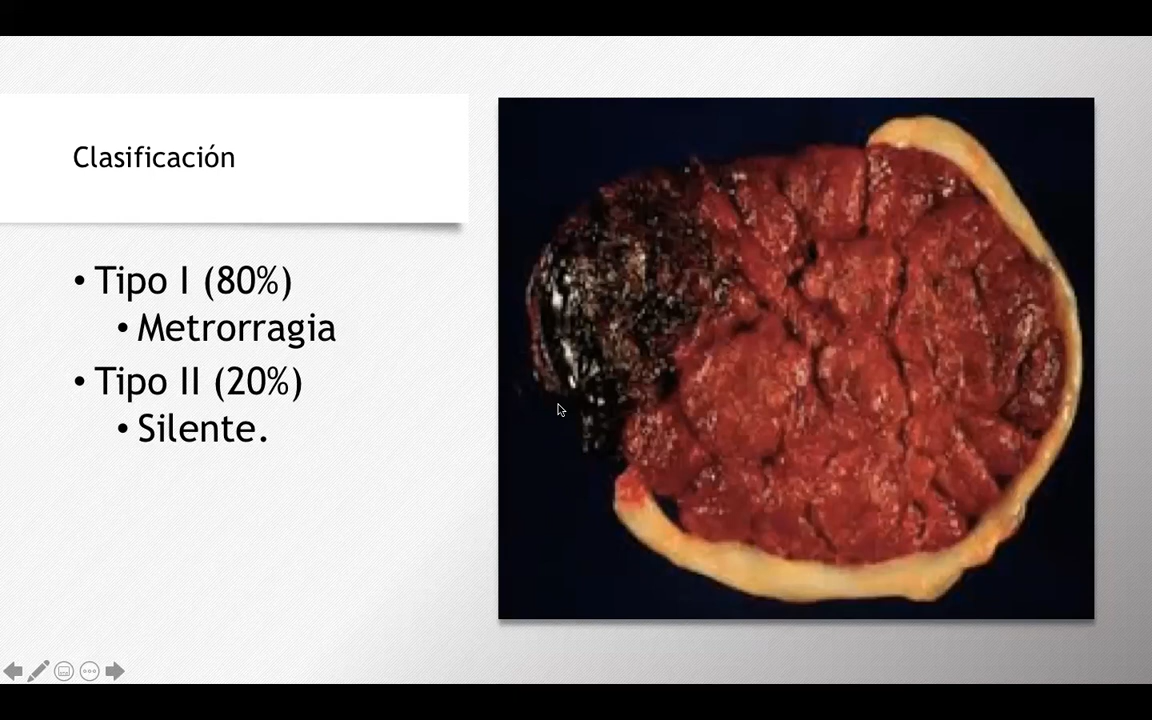 Clasificación
• Tipo I (80%)
• Metrorragia
• Tipo II (20%)
• Silente.